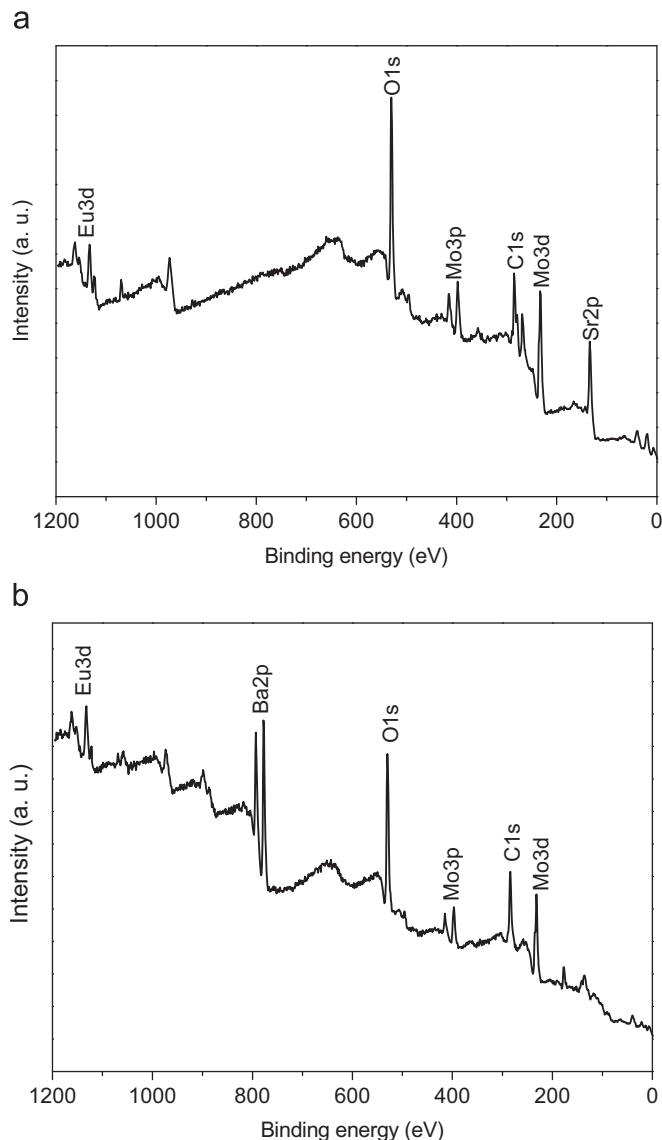 a
O1s
Eu3d
Mo3p
C1s
Mo3d
Sr2p
Intensity (a. u.)
1200 1000 800 600 400 200 0
Binding energy (eV)
b
Eu3d
Ba2p
O1s
Mo3p
C1s
Mo3d
Intensity (a. u.)
1200 1000 800 600 400 200 0
Binding energy (eV)